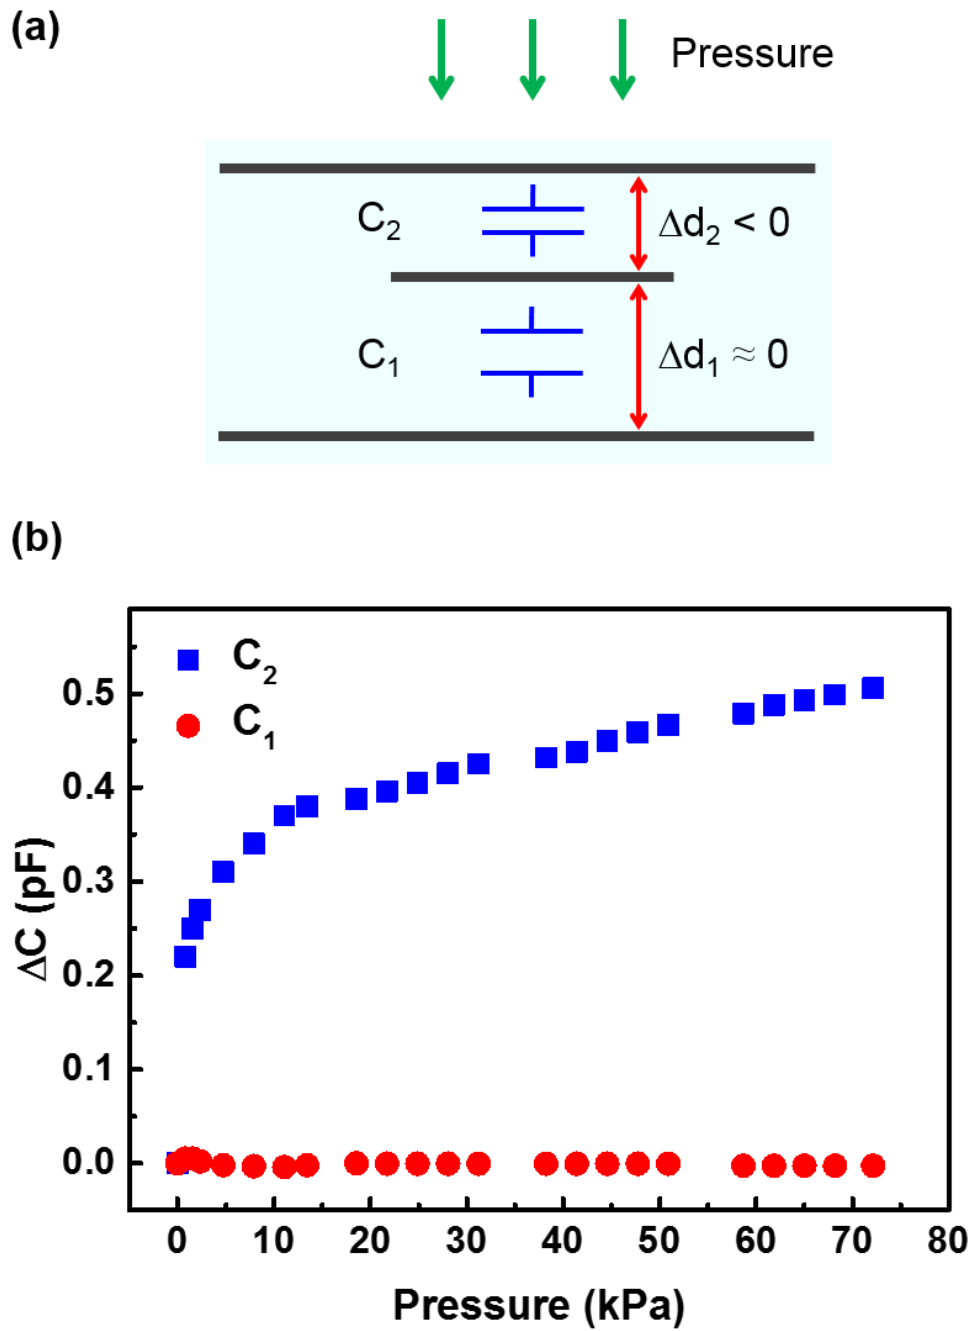 (a)
Pressure
C₂
Δd₂ < 0
C₁
Δd₁ ≈ 0
(b)
C₂
C₁
ΔC (pF)
0.5
0.4
0.3
0.2
0.1
0.0
0 10 20 30 40 50 60 70 80
Pressure (kPa)